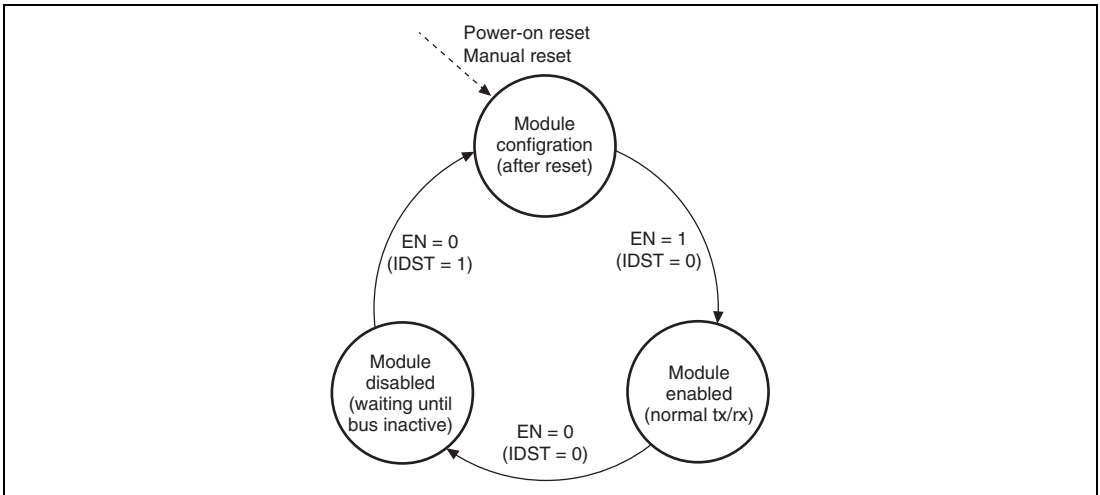 Power-on reset
Manual reset
Module
configration
(after reset)
EN = 0
(IDST = 1)
EN = 1
(IDST = 0)
Module
disabled
(waiting until
bus inactive)
Module
enabled
(normal tx/rx)
EN = 0
(IDST = 0)